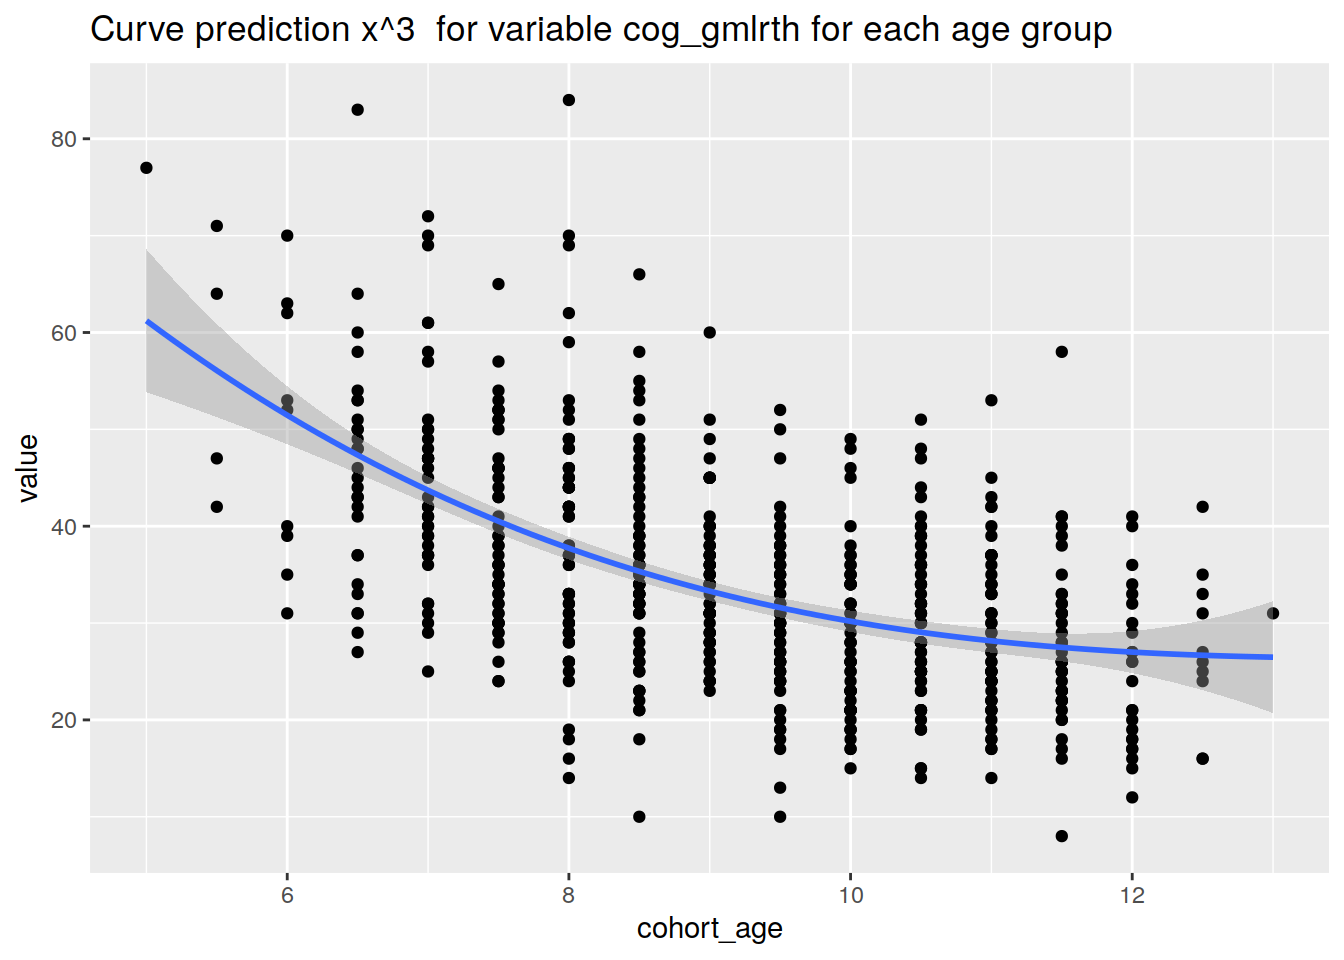 Curve prediction x^3  for variable cog_gmlrth for each age group
80
60
40
20
value
6 8 10 12
cohort_age